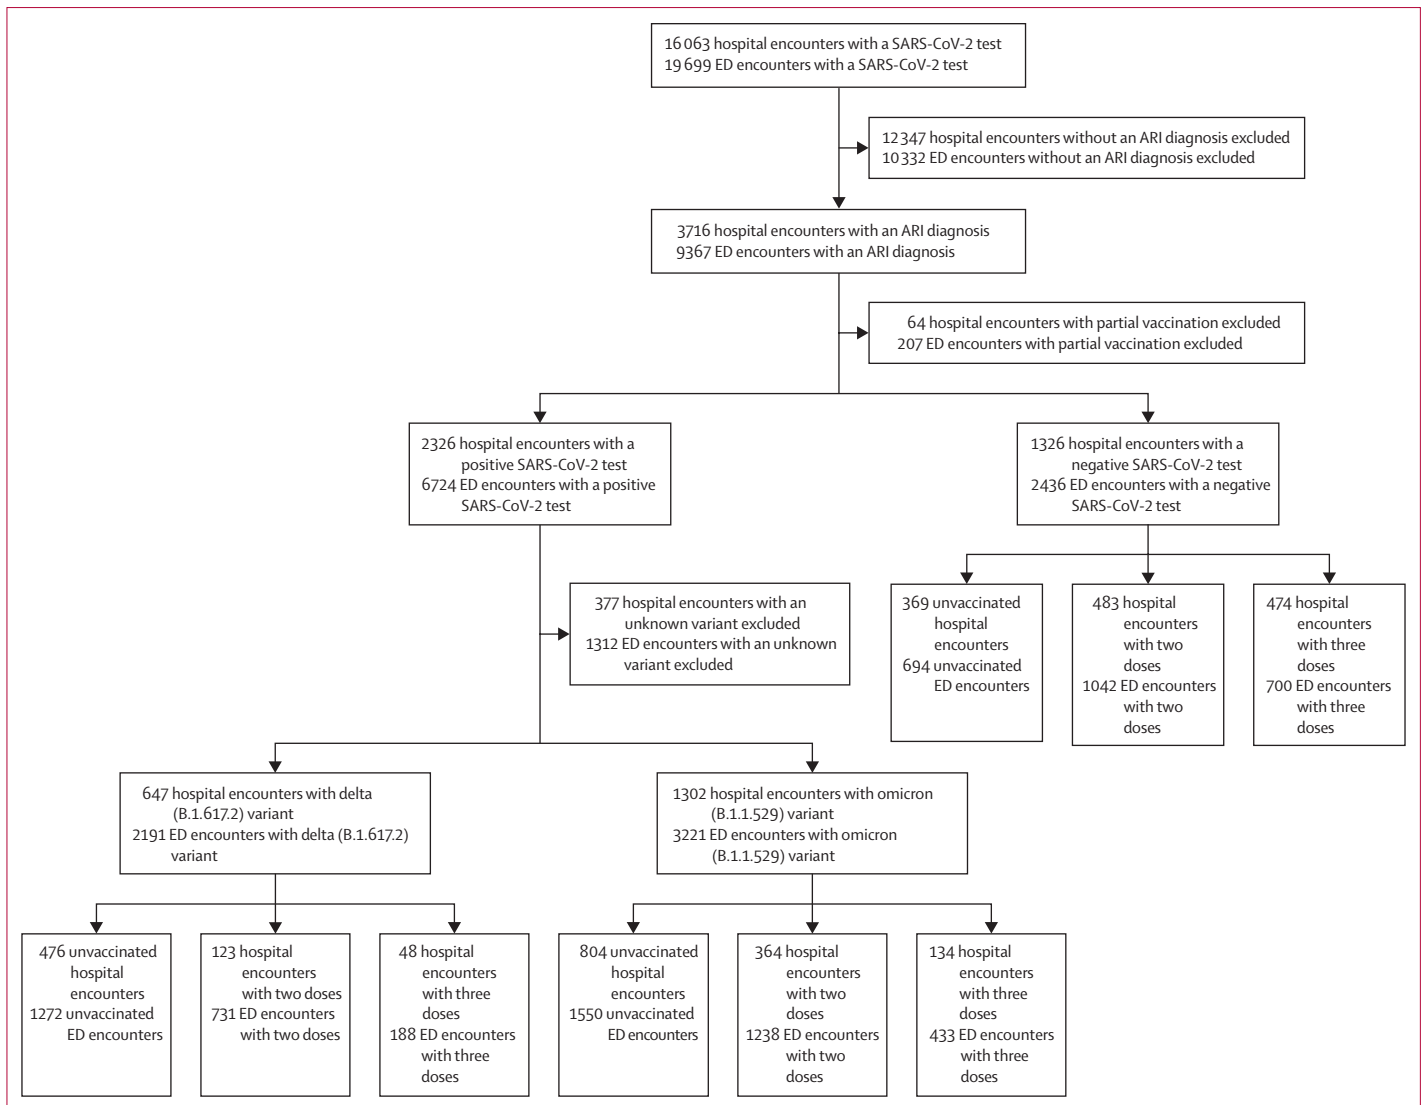 16 063 hospital encounters with a SARS-CoV-2 test
19 699 ED encounters with a SARS-CoV-2 test
12 347 hospital encounters without an ARI diagnosis excluded
10 332 ED encounters without an ARI diagnosis excluded
3716 hospital encounters with an ARI diagnosis
9367 ED encounters with an ARI diagnosis
64 hospital encounters with partial vaccination excluded
207 ED encounters with partial vaccination excluded
2326 hospital encounters with a
positive SARS-CoV-2 test
6724 ED encounters with a positive
SARS-CoV-2 test
1326 hospital encounters with a
negative SARS-CoV-2 test
2436 ED encounters with a negative
SARS-CoV-2 test
377 hospital encounters with an
unknown variant excluded
1312 ED encounters with an unknown
variant excluded
369 unvaccinated
hospital
encounters
694 unvaccinated
ED encounters
483 hospital
encounters
with two
doses
1042 ED encounters
with two
doses
474 hospital
encounters
with three
doses
700 ED encounters
with three
doses
647 hospital encounters with delta
(B.1.617.2) variant
2191 ED encounters with delta (B.1.617.2)
variant
1302 hospital encounters with omicron
(B.1.1.529) variant
3221 ED encounters with omicron
(B.1.1.529) variant
476 unvaccinated
hospital
encounters
1272 unvaccinated
ED encounters
123 hospital
encounters
with two doses
731 ED encounters
with two doses
48 hospital
encounters
with three
doses
188 ED encounters
with three
doses
804 unvaccinated
hospital
encounters
1550 unvaccinated
ED encounters
364 hospital
encounters
with two
doses
1238 ED encounters
with two
doses
134 hospital
encounters
with three
doses
433 ED encounters
with three
doses